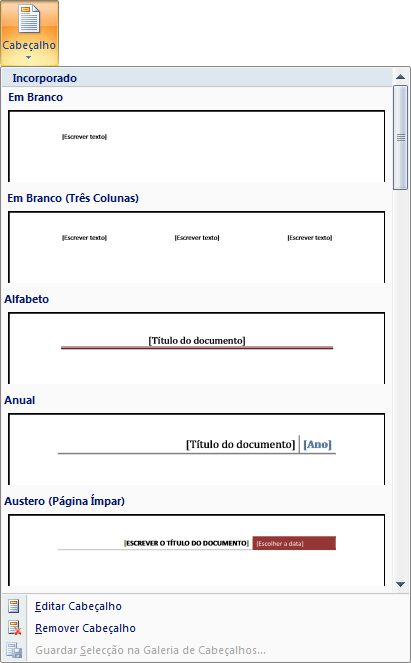 Cabeçalho
Incorporado
Em Branco
[Escrever texto]
Em Branco (Três Colunas)
[Escrever texto] [Escrever texto] [Escrever texto]
Alfabeto
[Título do documento]
Anual
[Título do documento] [Ano]
Austero (Página Ímpar)
[ESCREVER O TÍTULO DO DOCUMENTO] [Escolher a data]
Editar Cabeçalho
Remover Cabeçalho
Guardar Selecção na Galeria de Cabeçalhos...